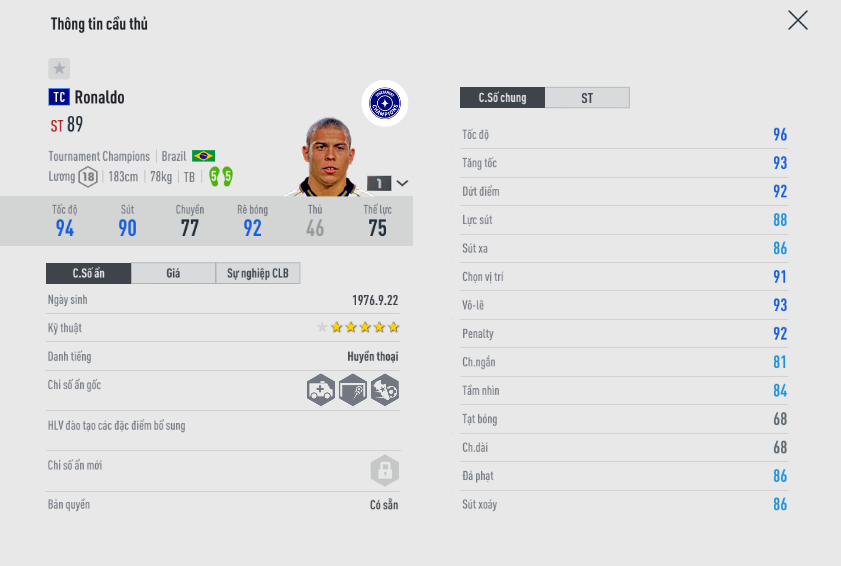 Thông tin cầu thủ
TC Ronaldo
ST 89
CHAMPIONS
Tournament Champions Brazil
Lương 18 183cm 78kg TB 5 5
1
Tốc độ Sút Chuyền Rê bóng Thủ Thể lực
94 90 77 92 46 75
C.Số ẩn Giá Sự nghiệp CLB
Ngày sinh 1976.9.22
Kỹ thuật
Danh tiếng Huyền thoại
Chỉ số ẩn gốc
HLV đào tạo các đặc điểm bổ sung
Chỉ số ẩn mới
Bản quyền Có sẵn
C.Số chung ST
Tốc độ 96
Tăng tốc 93
Dứt điểm 92
Lực sút 88
Sút xa 86
Chọn vị trí 91
Vô-lê 93
Penalty 92
Ch.ngắn 81
Tầm nhìn 84
Tạt bóng 68
Ch.dài 68
Đá phạt 86
Sút xoáy 86